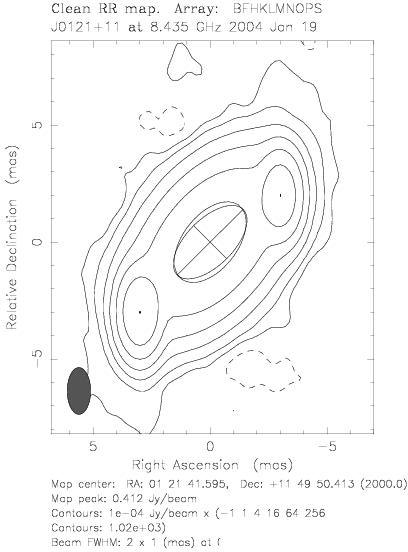 Clean RR map. Array: BFHKLMNOPS
J0121+11 at 8.435 GHz 2004 Jan 19
5
0
−5
Relative Declination (mas)
5 0 −5
Right Ascension (mas)
Map center: RA: 01 21 41.595, Dec: +11 49 50.413 (2000.0)
Map peak: 0.412 Jy/beam
Contours: 1e−04 Jy/beam x (−1 1 4 16 64 256
Contours: 1.02e+03)
Beam FWHM: 2 x 1 (mas) at (